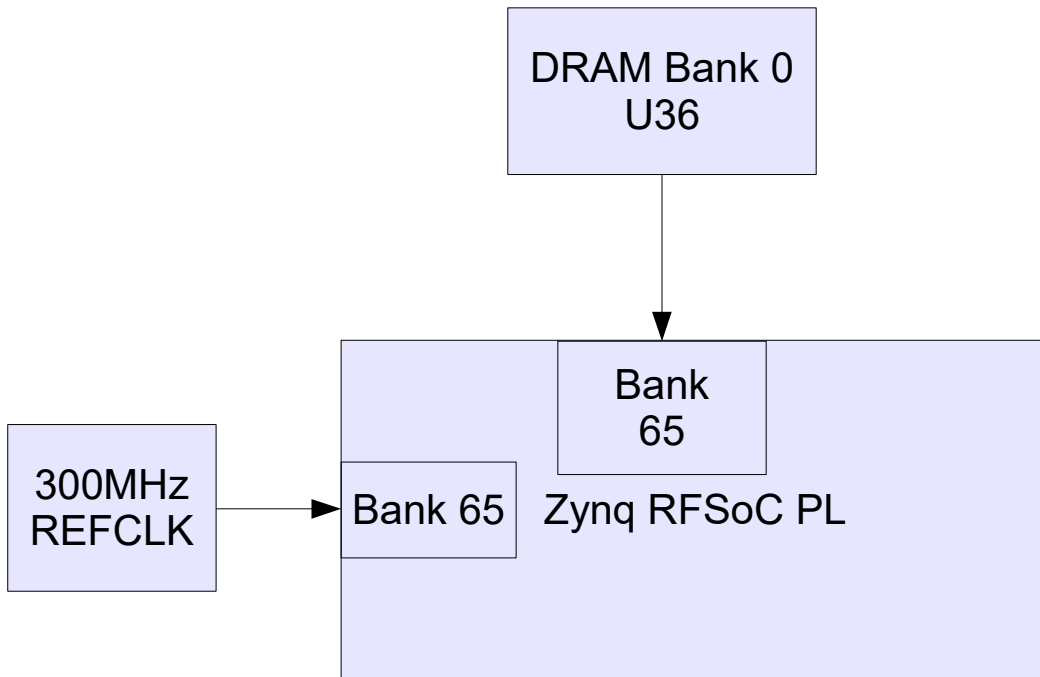 DRAM Bank 0
U36
Bank
65
300MHz
REFCLK
Bank 65
Zynq RFSoC PL